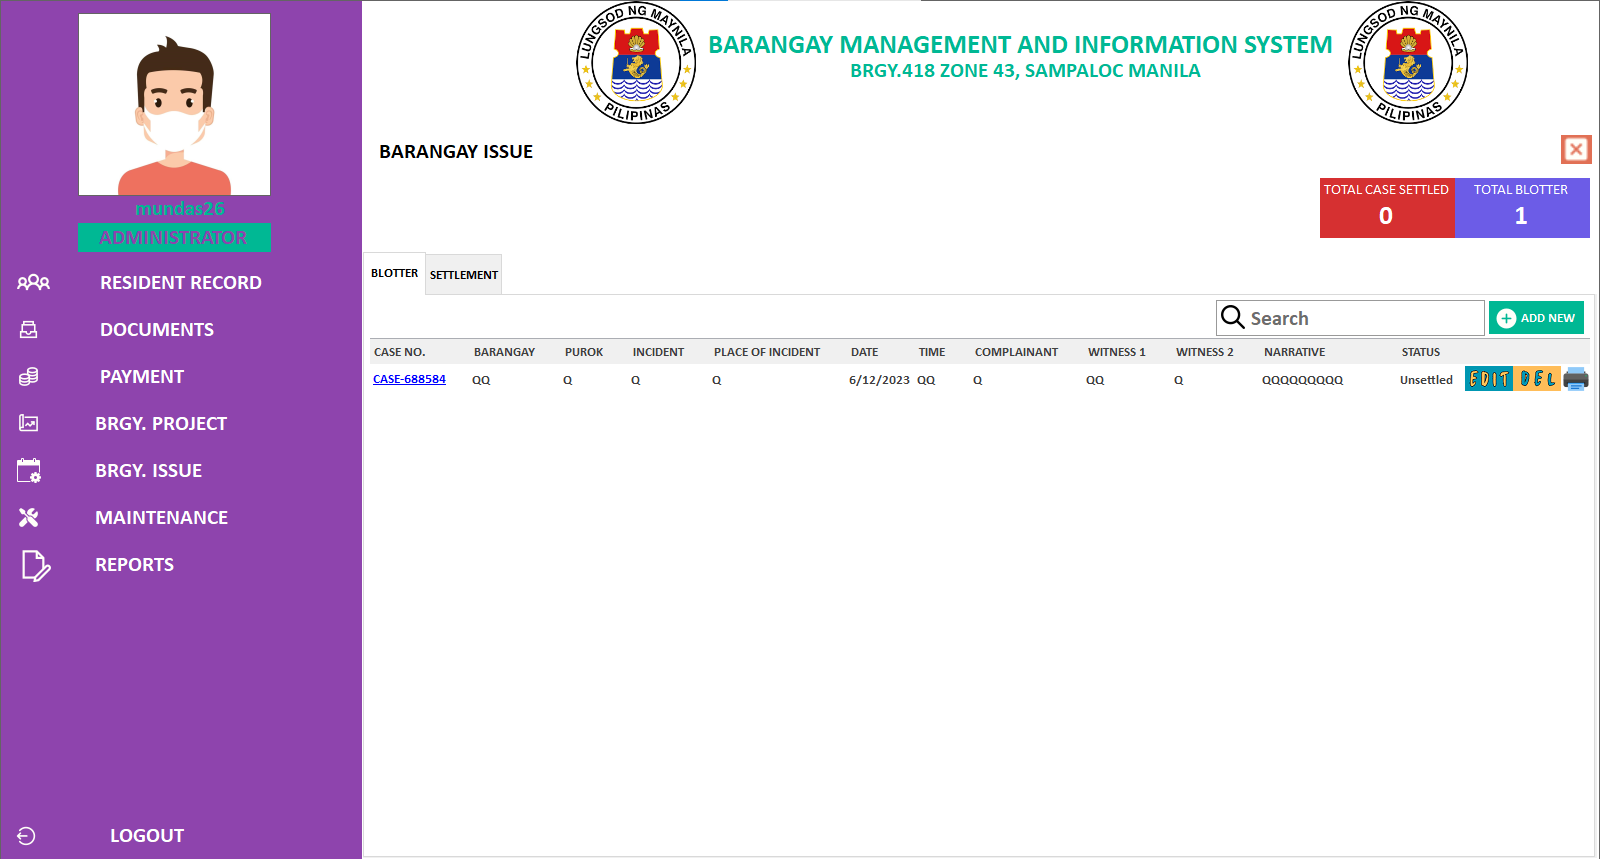 mundas26
ADMINISTRATOR
RESIDENT RECORD
DOCUMENTS
PAYMENT
BRGY. PROJECT
BRGY. ISSUE
MAINTENANCE
REPORTS
LOGOUT
LUNGSOD NG MAYNILA
PILIPINAS
BARANGAY MANAGEMENT AND INFORMATION SYSTEM
BRGY.418 ZONE 43, SAMPALOC MANILA
LUNGSOD NG MAYNILA
PILIPINAS
BARANGAY ISSUE
TOTAL CASE SETTLED TOTAL BLOTTER
0 1
BLOTTER SETTLEMENT
Search ADD NEW
CASE NO. BARANGAY PUROK INCIDENT PLACE OF INCIDENT DATE TIME COMPLAINANT WITNESS 1 WITNESS 2 NARRATIVE STATUS
CASE-688584 QQ Q Q Q 6/12/2023 QQ Q QQ Q QQQQQQQQQ Unsettled EDIT DEL